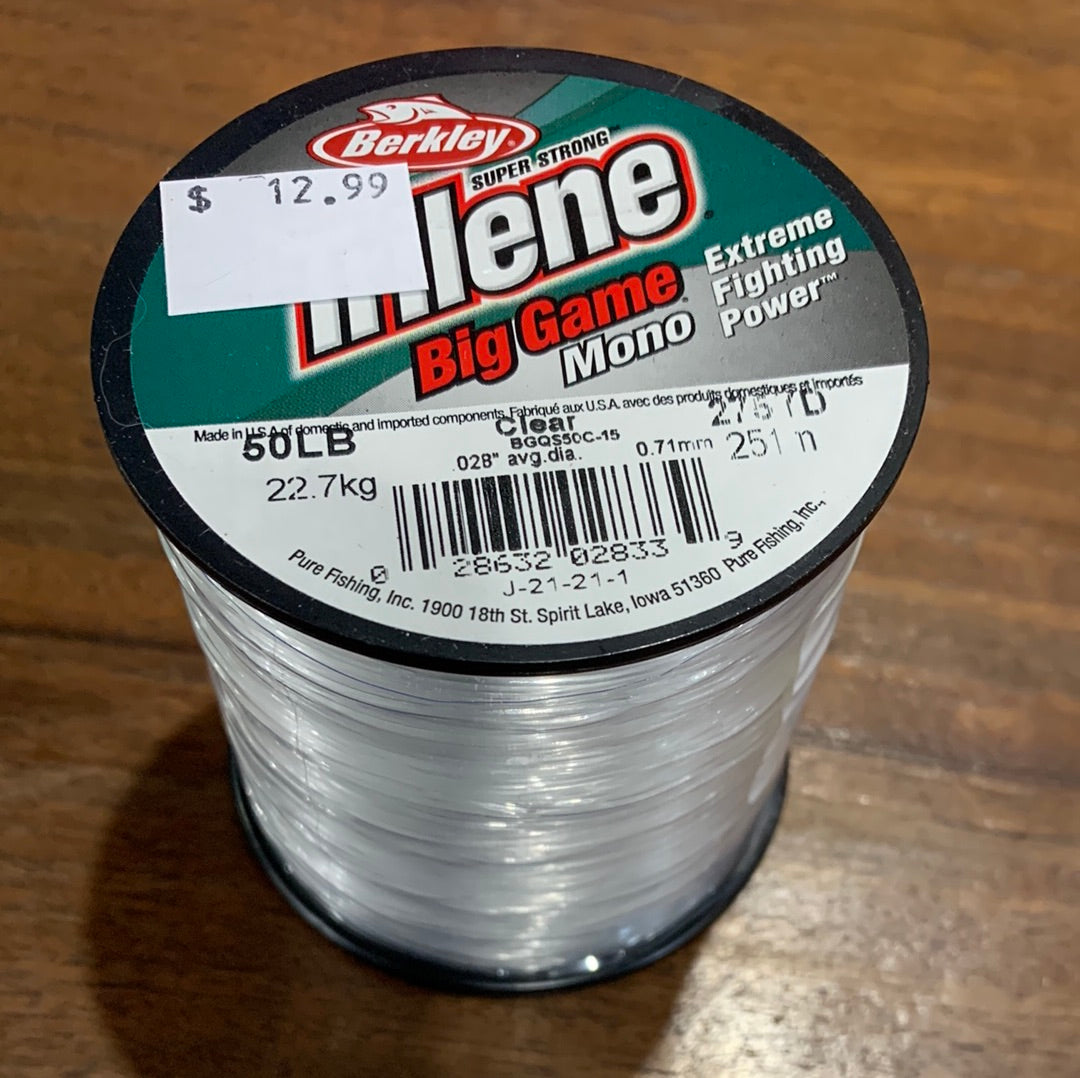 Berkley®
SUPER STRONG™
$ 12.99
Big Game®
Mono
Extreme
Fighting
Power™
Made in U.S.A of domestic and imported components. Fabriqué aux U.S.A. avec des produits domestiques et importés
50LB
22.7kg
Clear
BGQS50C-15
.028" avg.dia.
0.71mm
251 m
0 28632 02833 9
J-21-21-1
Pure Fishing, Inc. 1900 18th St. Spirit Lake, Iowa 51360 Pure Fishing, Inc.,